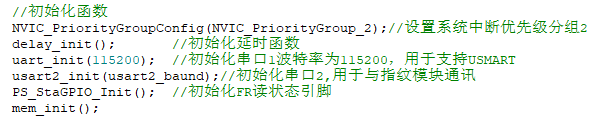 //初始化函数
NVIC_PriorityGroupConfig(NVIC_PriorityGroup_2);//设置系统中断优先级分组2
delay_init();       //初始化延时函数
uart_init(115200);  //初始化串口1波特率为115200，用于支持USMART
usart2_init(usart2_baund);//初始化串口2,用于与指纹模块通讯
PS_StaGPIO_Init();  //初始化FR读状态引脚
mem_init();